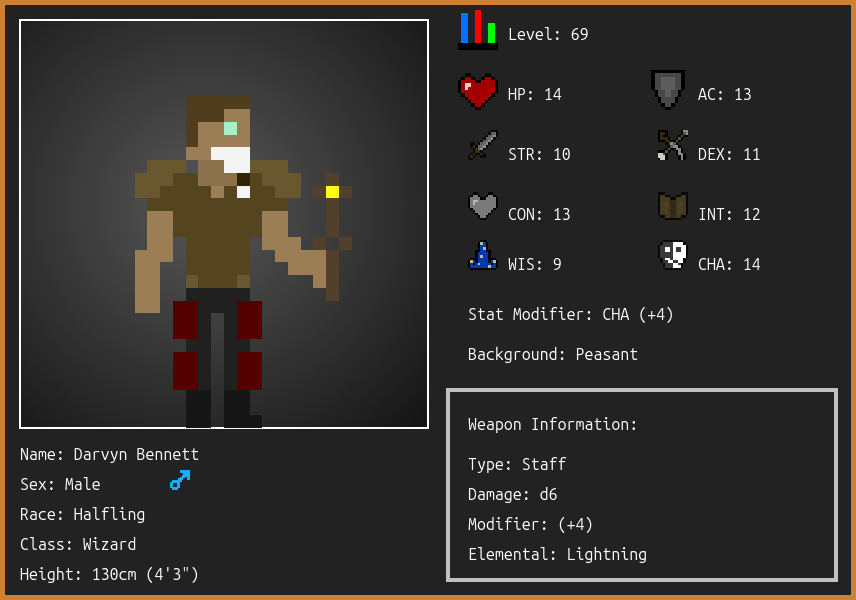 Level: 69
HP: 14
AC: 13
STR: 10
DEX: 11
CON: 13
INT: 12
WIS: 9
CHA: 14
Stat Modifier: CHA (+4)
Background: Peasant
Weapon Information:
Type: Staff
Damage: d6
Modifier: (+4)
Elemental: Lightning
Name: Darvyn Bennett
Sex: Male
Race: Halfling
Class: Wizard
Height: 130cm (4'3")